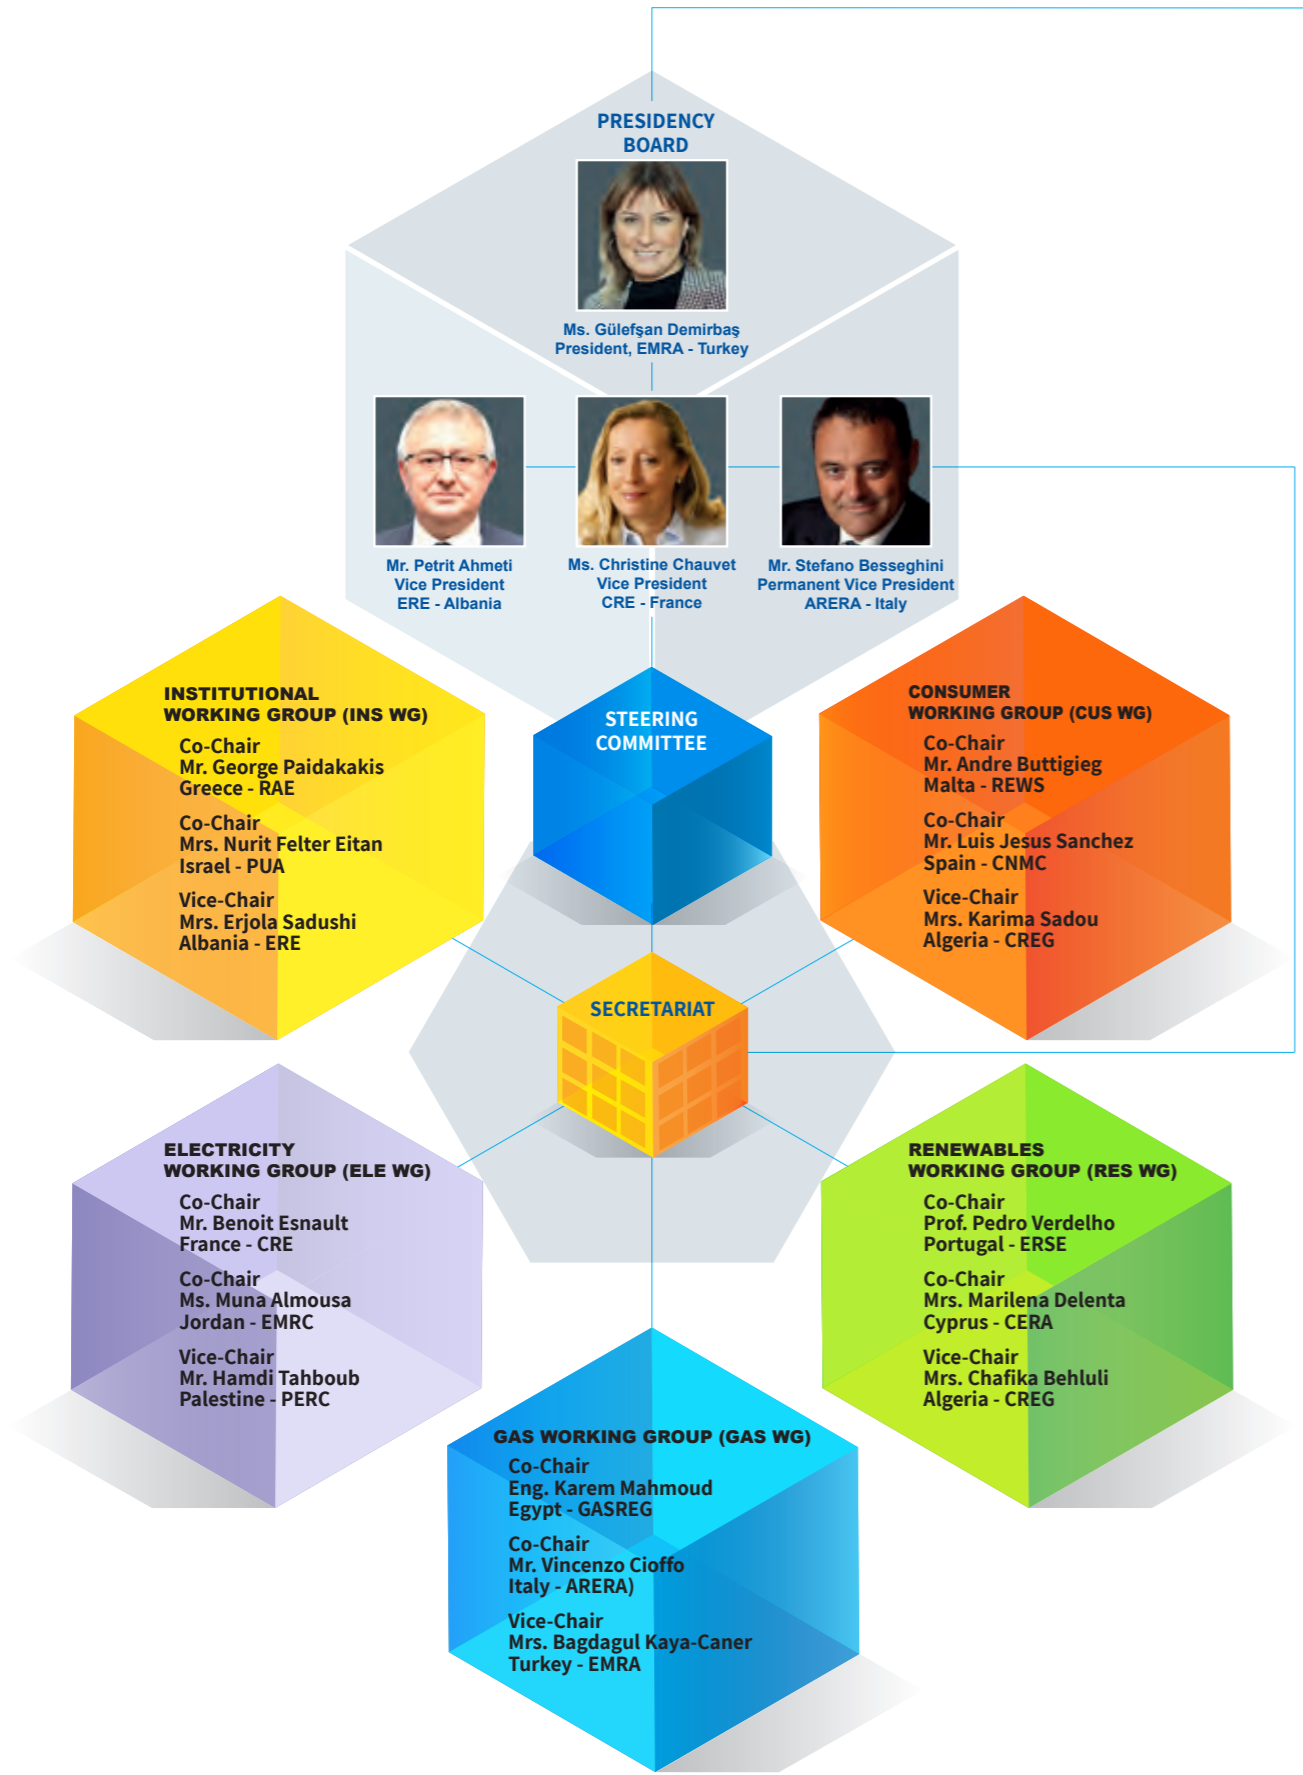 PRESIDENCY
BOARD
Ms. Gülefşan Demirbaş
President, EMRA - Turkey
Mr. Petrit Ahmeti
Vice President
ERE - Albania
Ms. Christine Chauvet
Vice President
CRE - France
Mr. Stefano Besseghini
Permanent Vice President
ARERA - Italy
INSTITUTIONAL
WORKING GROUP (INS WG)
Co-Chair
Mr. George Paidakakis
Greece - RAE
Co-Chair
Mrs. Nurit Felter Eitan
Israel - PUA
Vice-Chair
Mrs. Erjola Sadushi
Albania - ERE
STEERING
COMMITTEE
CONSUMER
WORKING GROUP (CUS WG)
Co-Chair
Mr. Andre Buttigieg
Malta - REWS
Co-Chair
Mr. Luis Jesus Sanchez
Spain - CNMC
Vice-Chair
Mrs. Karima Sadou
Algeria - CREG
SECRETARIAT
ELECTRICITY
WORKING GROUP (ELE WG)
Co-Chair
Mr. Benoit Esnault
France - CRE
Co-Chair
Ms. Muna Almousa
Jordan - EMRC
Vice-Chair
Mr. Hamdi Tahboub
Palestine - PERC
RENEWABLES
WORKING GROUP (RES WG)
Co-Chair
Prof. Pedro Verdelho
Portugal - ERSE
Co-Chair
Mrs. Marilena Delenta
Cyprus - CERA
Vice-Chair
Mrs. Chafika Behluli
Algeria - CREG
GAS WORKING GROUP (GAS WG)
Co-Chair
Eng. Karem Mahmoud
Egypt - GASREG
Co-Chair
Mr. Vincenzo Cioffo
Italy - ARERA)
Vice-Chair
Mrs. Bagdagul Kaya-Caner
Turkey - EMRA